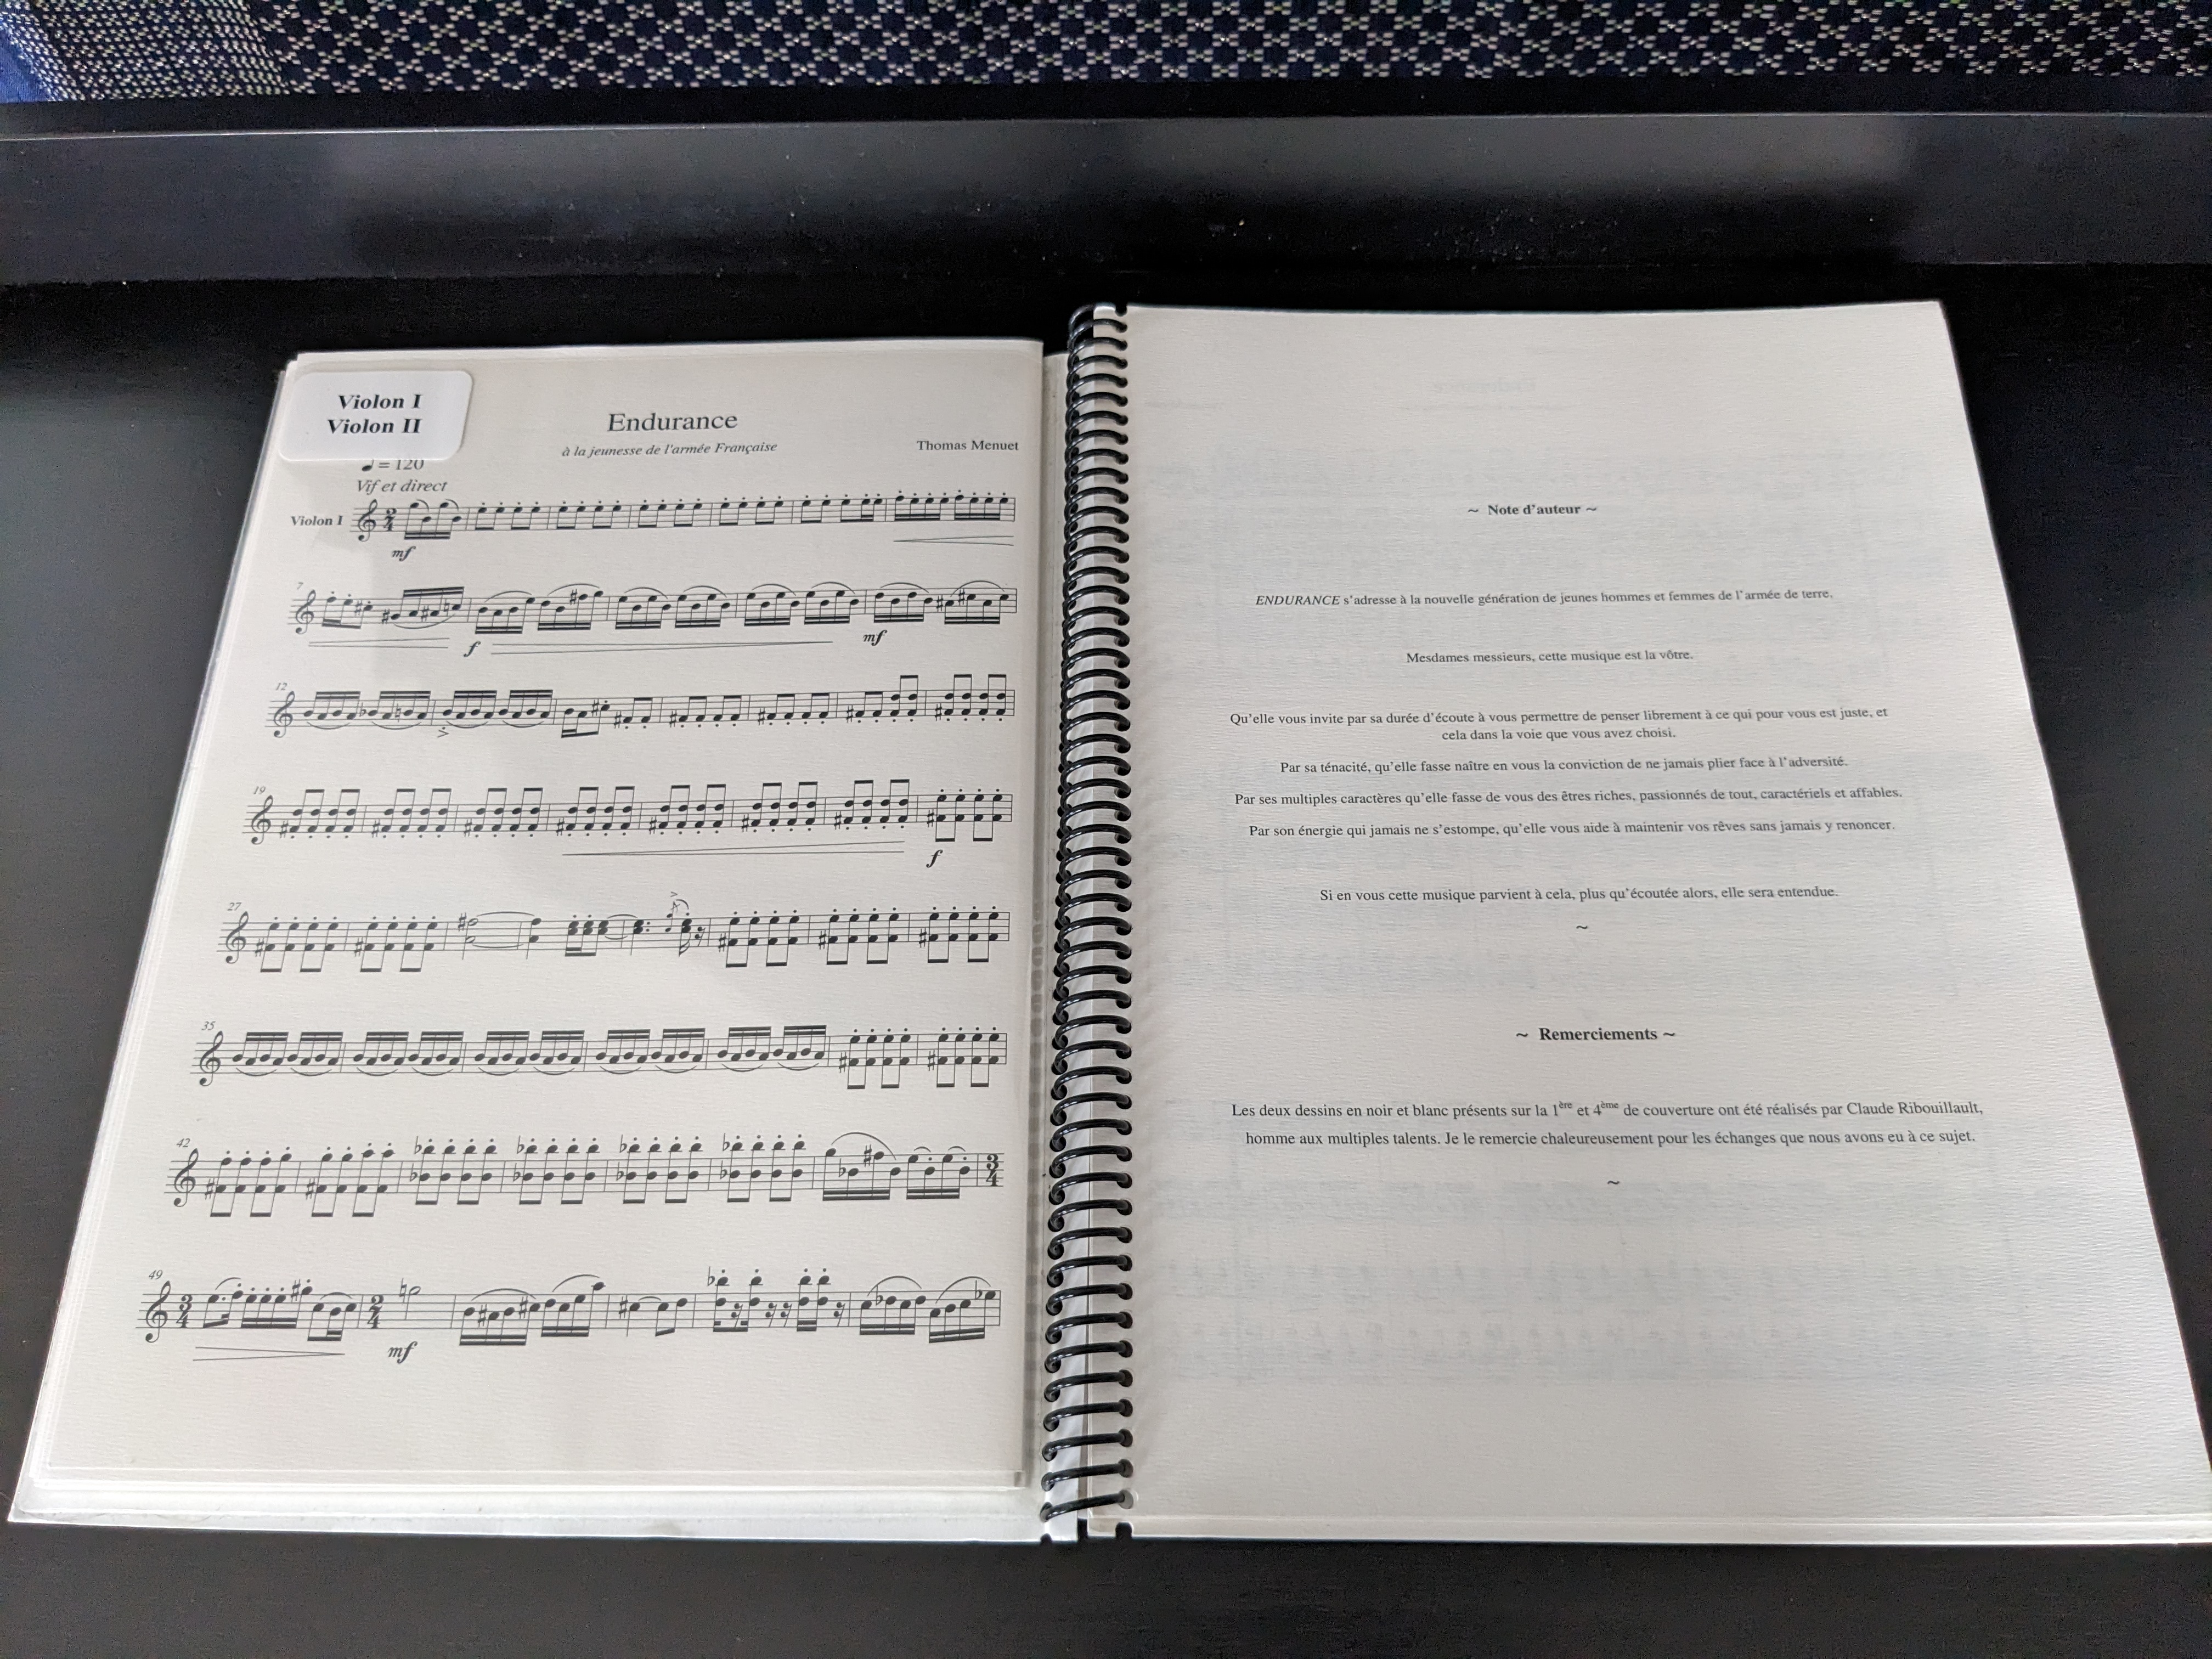 Violon I
Violon II
Endurance
à la jeunesse de l'armée Française
Thomas Menuet
♩ = 120
Vif et direct
Violon I
2
4
mf
7
f
mf
12
19
f
27
35
42
3
4
49
3
4
2
4
mf
~ Note d'auteur ~
ENDURANCE s'adresse à la nouvelle génération de jeunes hommes et femmes de l'armée de terre.
Mesdames messieurs, cette musique est la vôtre.
Qu'elle vous invite par sa durée d'écoute à vous permettre de penser librement à ce qui pour vous est juste, et
cela dans la voie que vous avez choisi.
Par sa ténacité, qu'elle fasse naître en vous la conviction de ne jamais plier face à l'adversité.
Par ses multiples caractères qu'elle fasse de vous des êtres riches, passionnés de tout, caractériels et affables.
Par son énergie qui jamais ne s'estompe, qu'elle vous aide à maintenir vos rêves sans jamais y renoncer.
Si en vous cette musique parvient à cela, plus qu'écoutée alors, elle sera entendue.
~
~ Remerciements ~
Les deux dessins en noir et blanc présents sur la 1ère et 4ème de couverture ont été réalisés par Claude Ribouillault,
homme aux multiples talents. Je le remercie chaleureusement pour les échanges que nous avons eu à ce sujet.
~